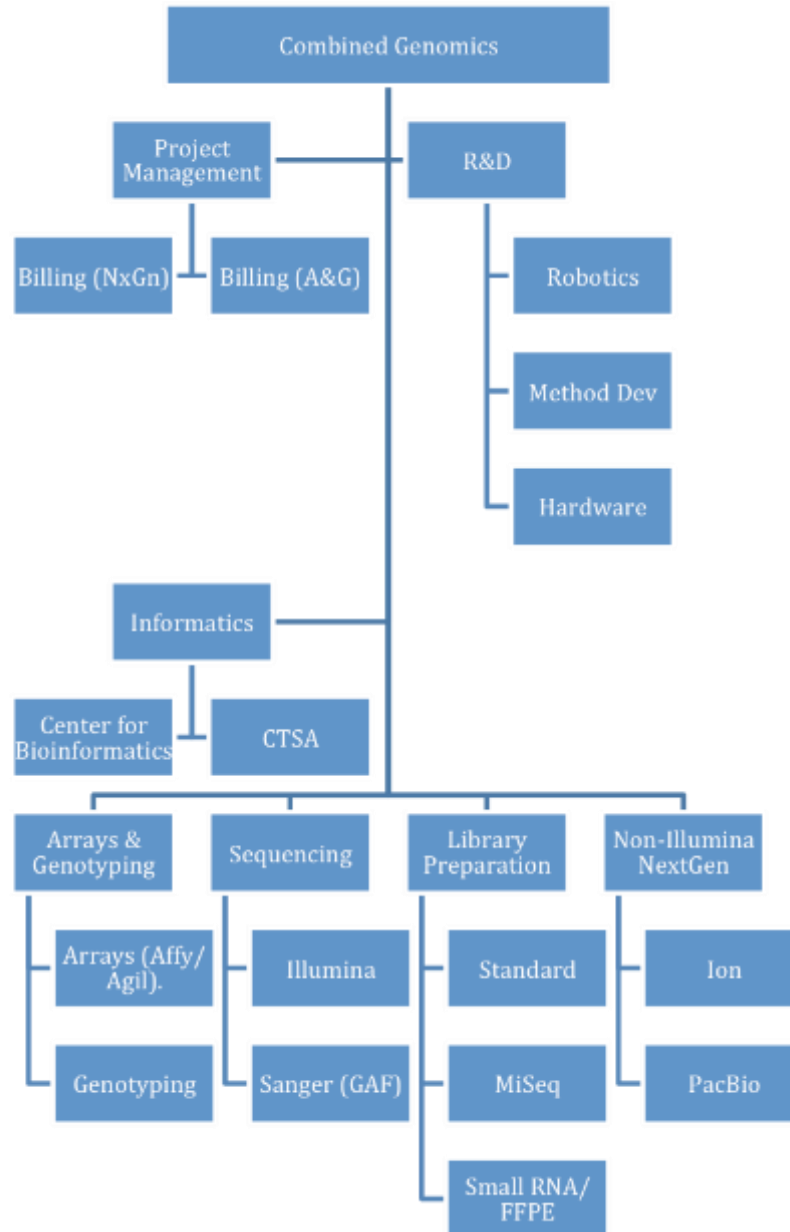 Combined Genomics
Project
Management
R&D
Billing (NxGn)
Billing (A&G)
Robotics
Method Dev
Hardware
Informatics
Center for
Bioinformatics
CTSA
Arrays &
Genotyping
Sequencing
Library
Preparation
Non-Illumina
NextGen
Arrays (Affy/
Agil).
Illumina
Standard
Ion
Genotyping
Sanger (GAF)
MiSeq
PacBio
Small RNA/
FFPE